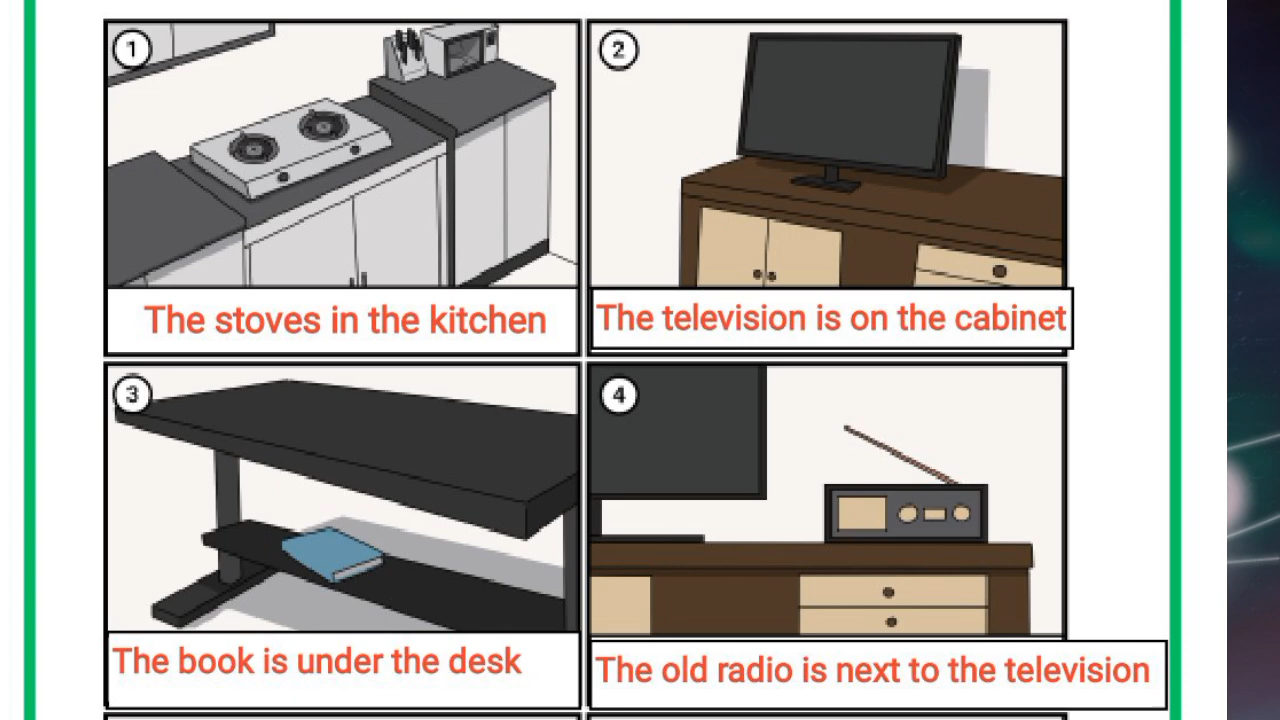 1
2
The stoves in the kitchen
The television is on the cabinet
3
4
The book is under the desk
The old radio is next to the television